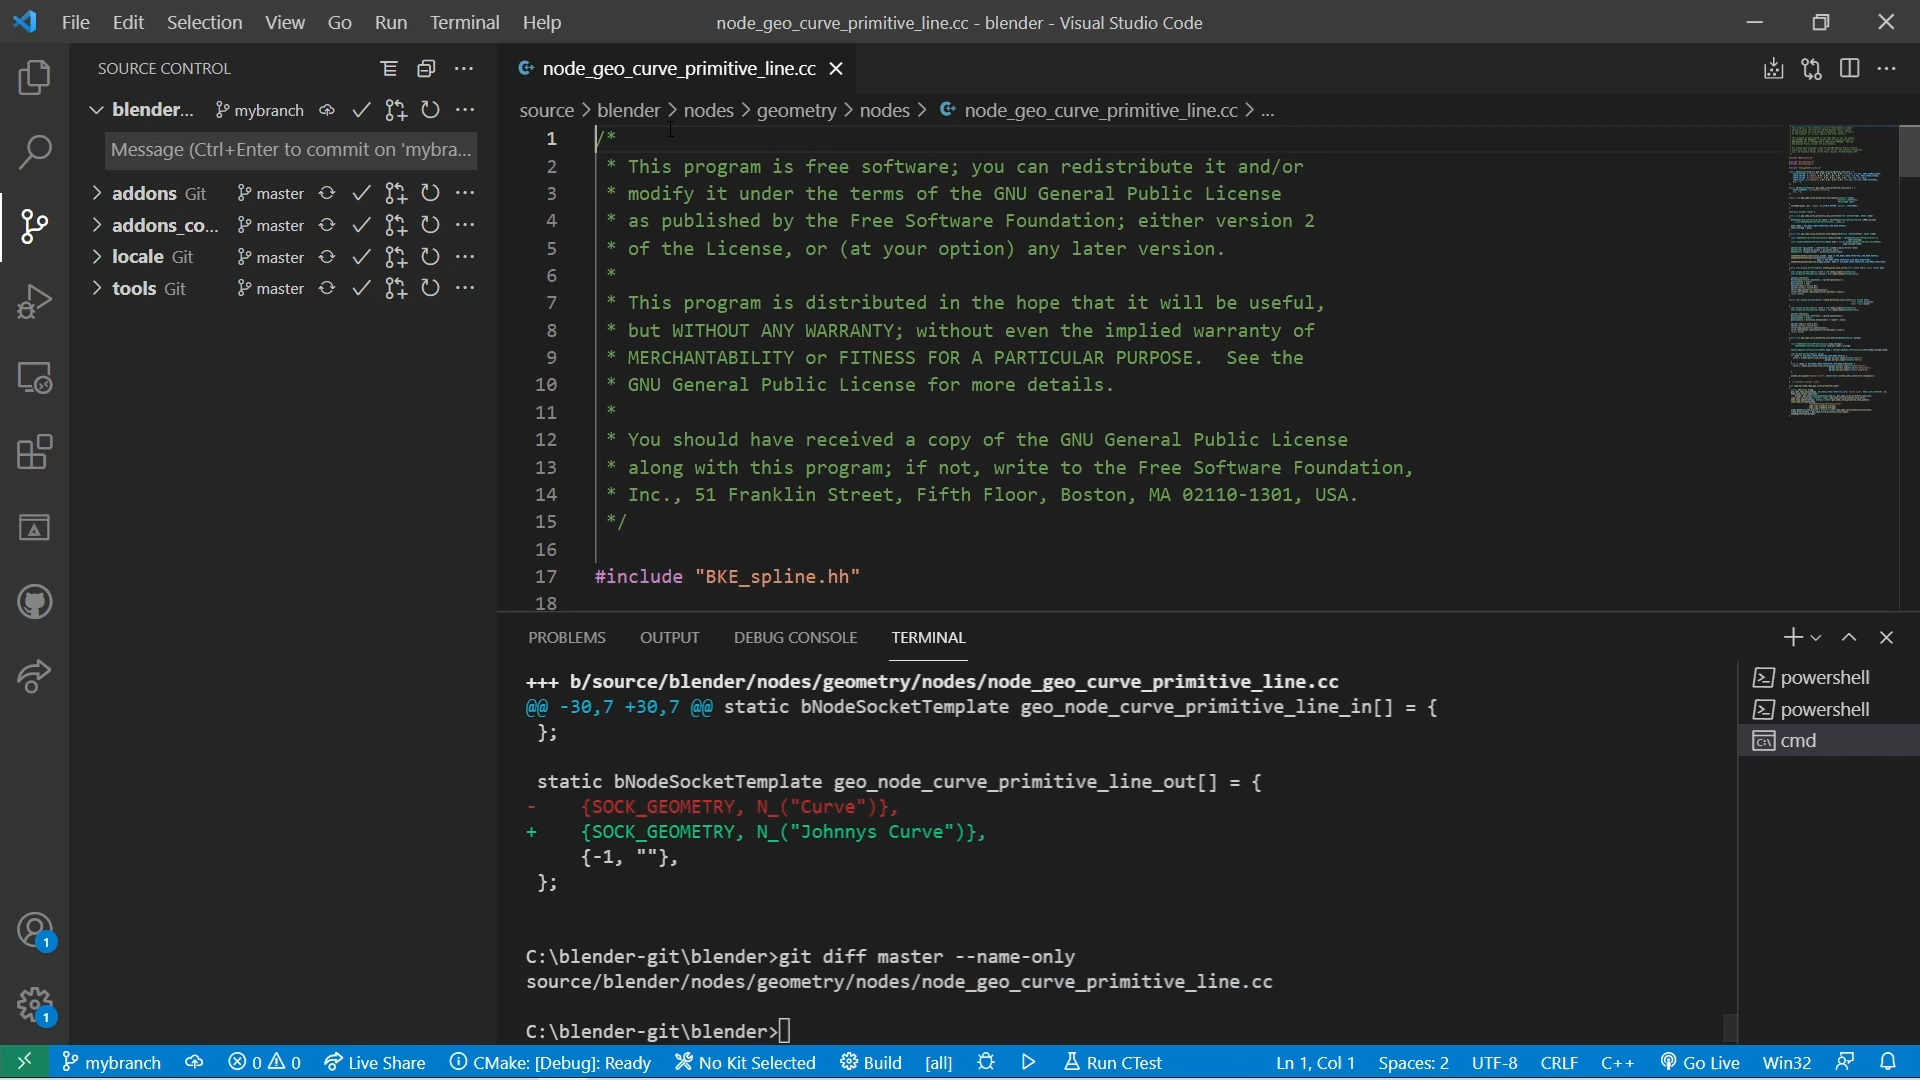 File Edit Selection View Go Run Terminal Help
node_geo_curve_primitive_line.cc - blender - Visual Studio Code
SOURCE CONTROL
blender... mybranch
Message (Ctrl+Enter to commit on 'mybra...
addons Git master
addons_co... master
locale Git master
tools Git master
node_geo_curve_primitive_line.cc
source > blender > nodes > geometry > nodes > node_geo_curve_primitive_line.cc > ...
1 /*
2 * This program is free software; you can redistribute it and/or
3 * modify it under the terms of the GNU General Public License
4 * as published by the Free Software Foundation; either version 2
5 * of the License, or (at your option) any later version.
6 *
7 * This program is distributed in the hope that it will be useful,
8 * but WITHOUT ANY WARRANTY; without even the implied warranty of
9 * MERCHANTABILITY or FITNESS FOR A PARTICULAR PURPOSE.  See the
10 * GNU General Public License for more details.
11 *
12 * You should have received a copy of the GNU General Public License
13 * along with this program; if not, write to the Free Software Foundation,
14 * Inc., 51 Franklin Street, Fifth Floor, Boston, MA 02110-1301, USA.
15 */
16
17 #include "BKE_spline.hh"
18
PROBLEMS OUTPUT DEBUG CONSOLE TERMINAL
+++ b/source/blender/nodes/geometry/nodes/node_geo_curve_primitive_line.cc
@@ -30,7 +30,7 @@ static bNodeSocketTemplate geo_node_curve_primitive_line_in[] = {
};
static bNodeSocketTemplate geo_node_curve_primitive_line_out[] = {
-    {SOCK_GEOMETRY, N_("Curve")},
+    {SOCK_GEOMETRY, N_("Johnnys Curve")},
{-1, ""},
};
C:\blender-git\blender>git diff master --name-only
source/blender/nodes/geometry/nodes/node_geo_curve_primitive_line.cc
C:\blender-git\blender>
powershell
powershell
cmd
1
1
mybranch 0 0 Live Share CMake: [Debug]: Ready No Kit Selected Build [all] Run CTest Ln 1, Col 1 Spaces: 2 UTF-8 CRLF C++ Go Live Win32